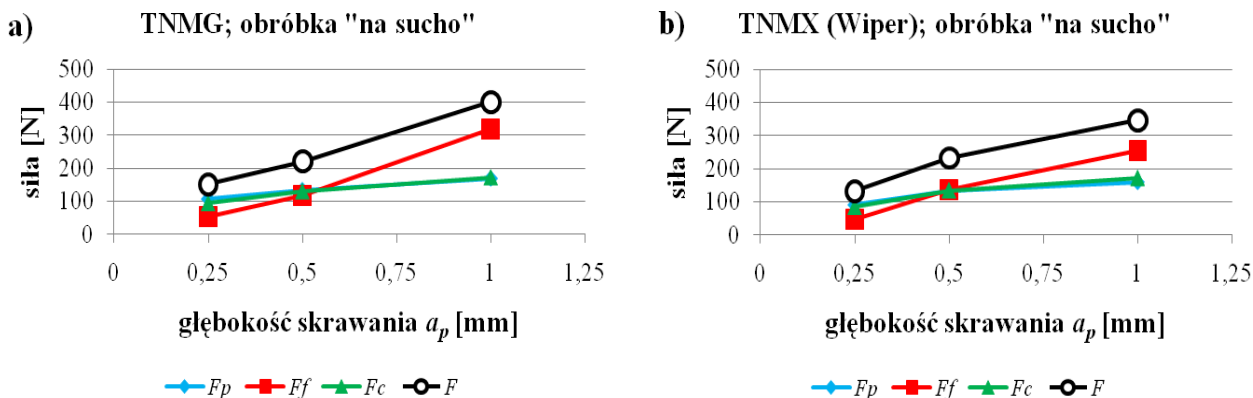 a) TNMG; obróbka "na sucho"
siła [N]
500
400
300
200
100
0
0 0,25 0,5 0,75 1 1,25
głębokość skrawania ap [mm]
Fp Ff Fc F
b) TNMX (Wiper); obróbka "na sucho"
siła [N]
500
400
300
200
100
0
0 0,25 0,5 0,75 1 1,25
głębokość skrawania ap [mm]
Fp Ff Fc F